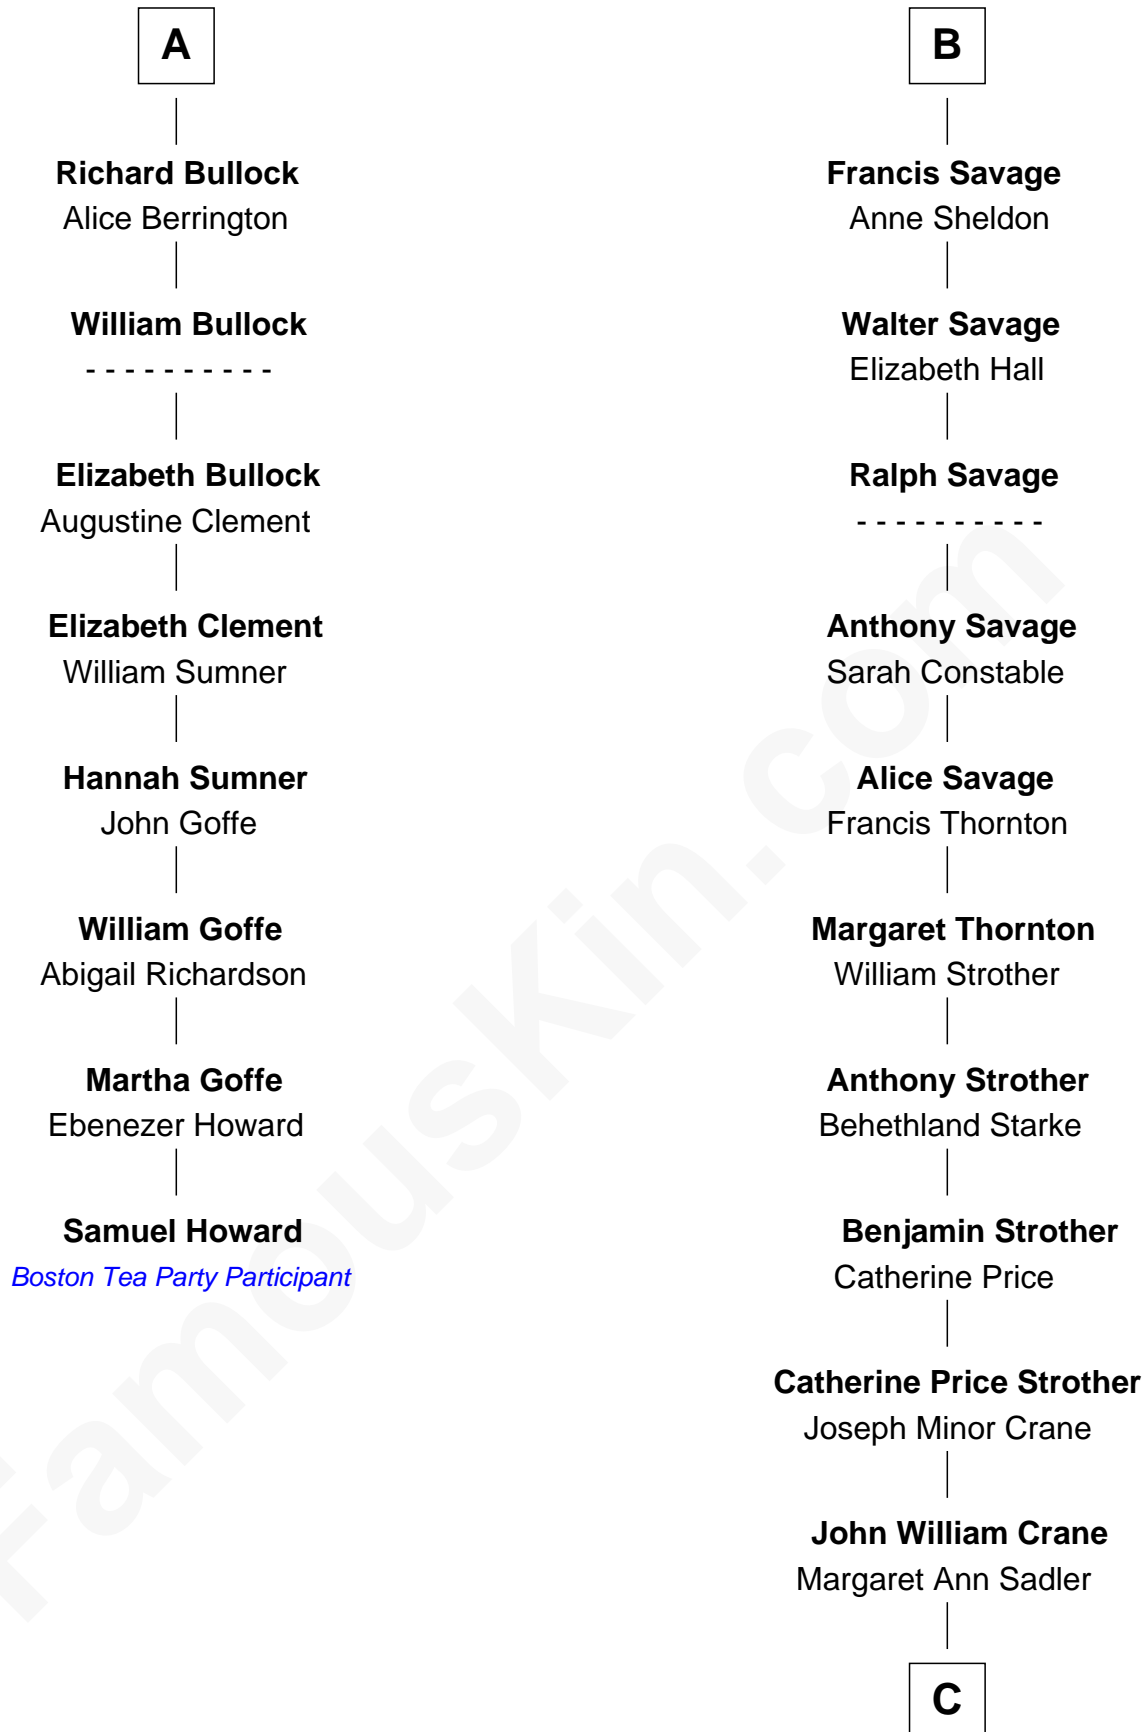 A
Richard Bullock
Alice Berrington
William Bullock
- - - - - - - - - -
Elizabeth Bullock
Augustine Clement
Elizabeth Clement
William Sumner
Hannah Sumner
John Goffe
William Goffe
Abigail Richardson
Martha Goffe
Ebenezer Howard
Samuel Howard
Boston Tea Party Participant
B
Francis Savage
Anne Sheldon
Walter Savage
Elizabeth Hall
Ralph Savage
- - - - - - - - - -
Anthony Savage
Sarah Constable
Alice Savage
Francis Thornton
Margaret Thornton
William Strother
Anthony Strother
Behethland Starke
Benjamin Strother
Catherine Price
Catherine Price Strother
Joseph Minor Crane
John William Crane
Margaret Ann Sadler
C
FamousKin.com